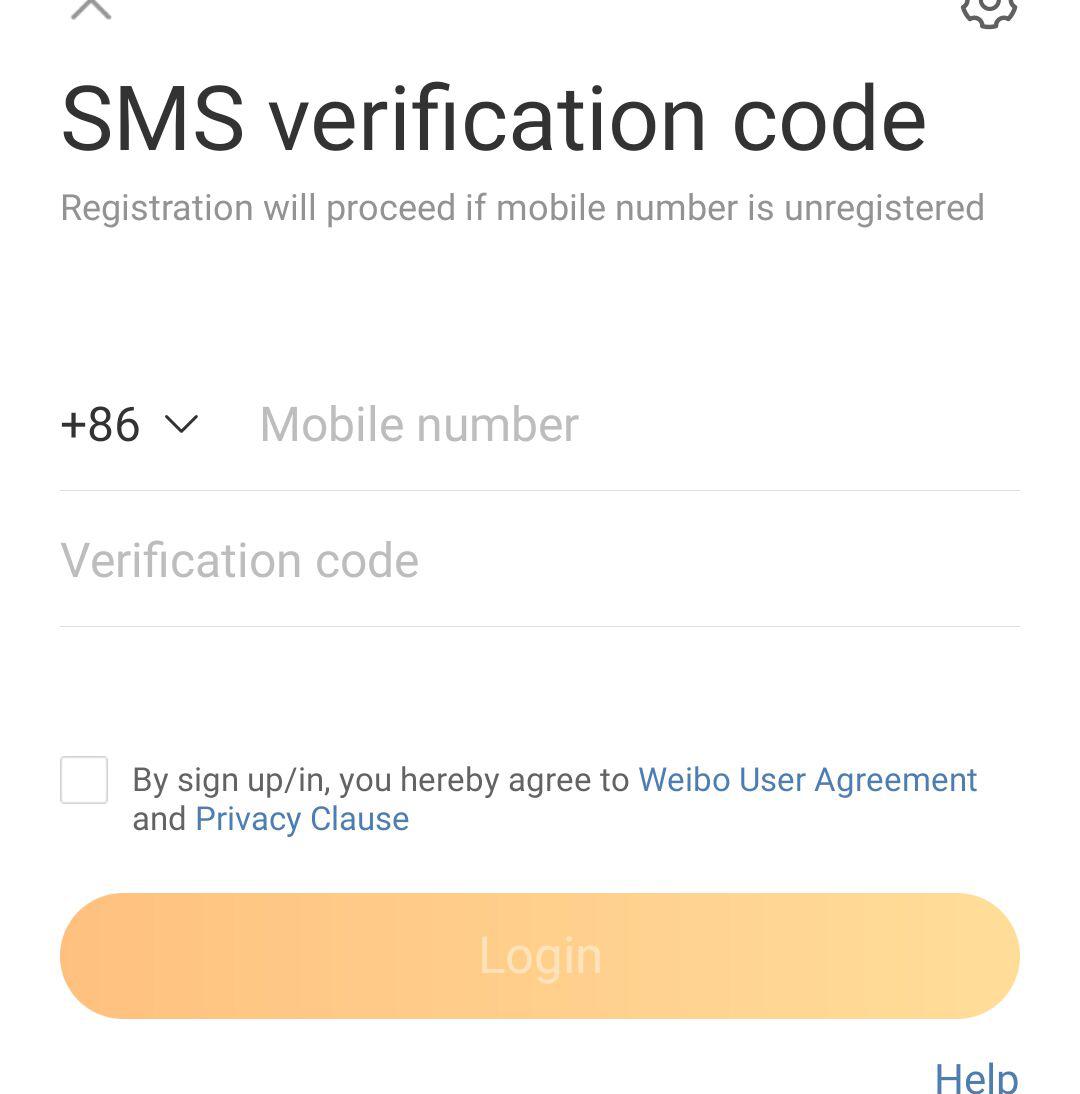 SMS verification code
Registration will proceed if mobile number is unregistered
+86 Mobile number
Verification code
By sign up/in, you hereby agree to Weibo User Agreement
and Privacy Clause
Login
Help